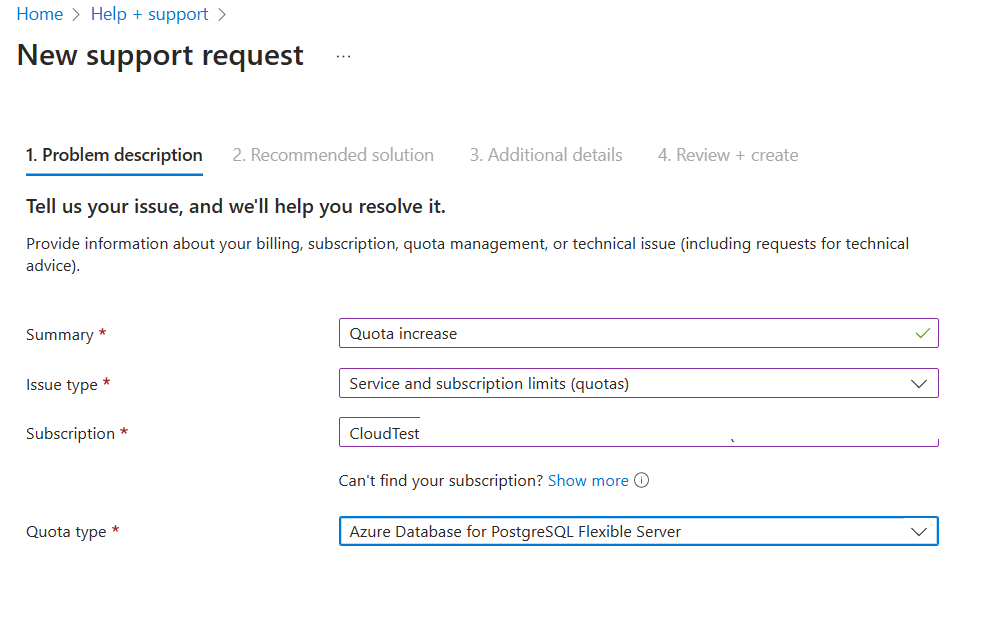 Home > Help + support >
New support request ...
1. Problem description 2. Recommended solution 3. Additional details 4. Review + create
Tell us your issue, and we'll help you resolve it.
Provide information about your billing, subscription, quota management, or technical issue (including requests for technical
advice).
Summary * Quota increase
Issue type * Service and subscription limits (quotas)
Subscription * CloudTest
Can't find your subscription? Show more
Quota type * Azure Database for PostgreSQL Flexible Server